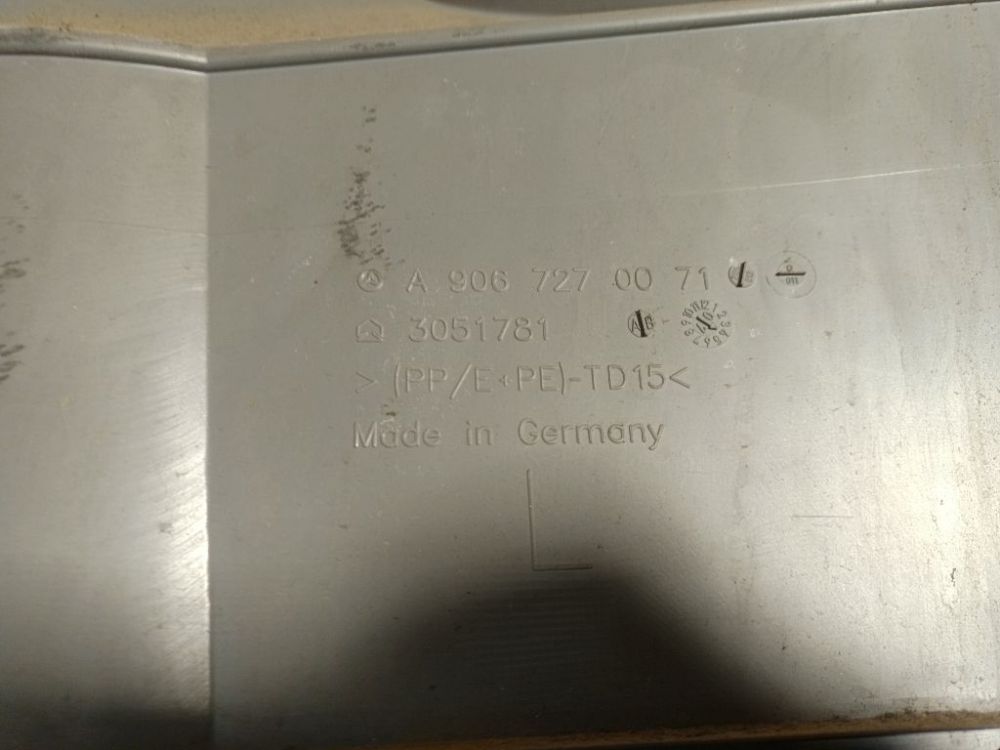 A 906 727 00 71
3051781
>(PP/E+PE)-TD15<
Made in Germany
L